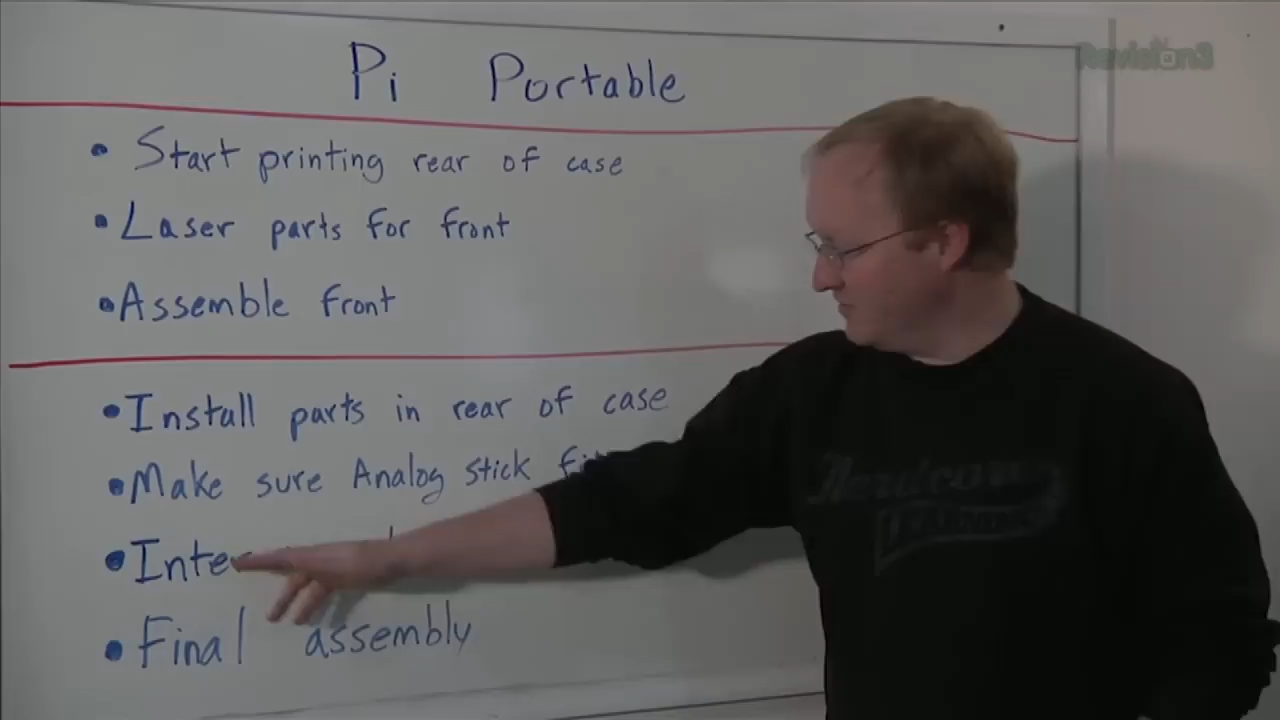 Revision3
Pi Portable
• Start printing rear of case
• Laser parts for front
• Assemble front
• Install parts in rear of case
• Make sure Analog stick
• Inte
• Final assembly